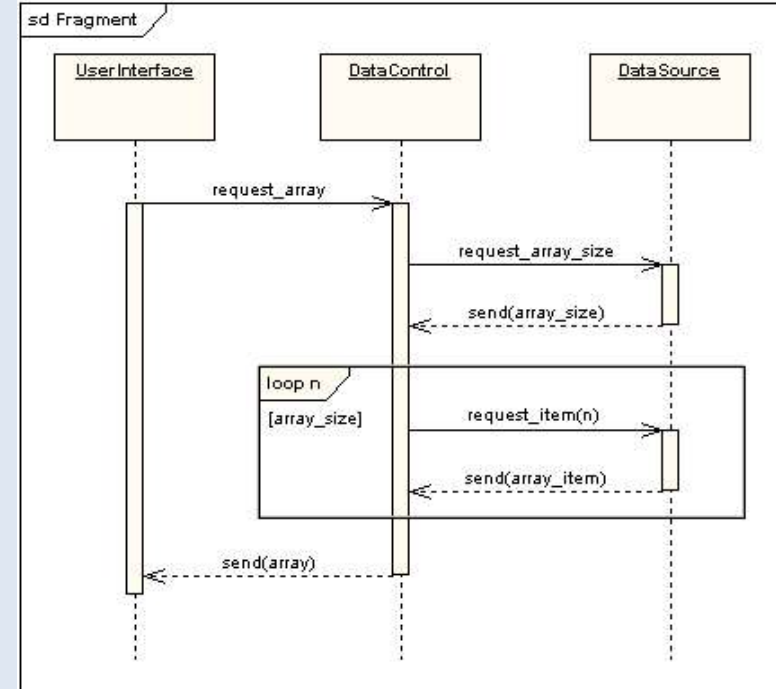 sd Fragment
UserInterface
DataControl
DataSource
request_array
request_array_size
send(array_size)
loop n
[array_size]
request_item(n)
send(array_item)
send(array)